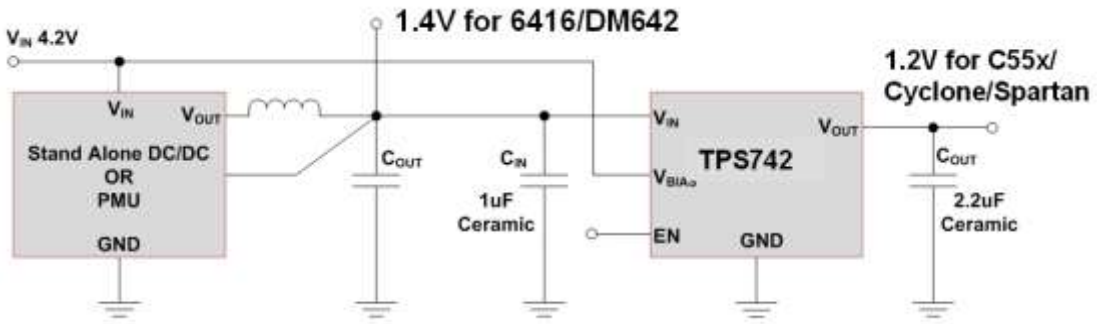 1.4V for 6416/DM642
VIN 4.2V
1.2V for C55x/
Cyclone/Spartan
VIN
VOUT
Stand Alone DC/DC
OR
PMU
GND
COUT
CIN
1uF
Ceramic
VIN
VOUT
TPS742
VBIAS
EN
GND
COUT
2.2uF
Ceramic